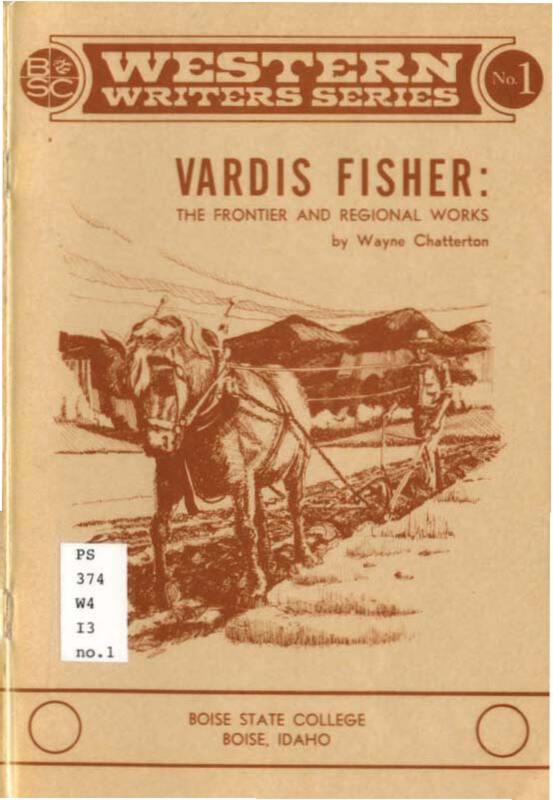 B
SC
WESTERN
WRITERS SERIES
No. 1
VARDIS FISHER:
THE FRONTIER AND REGIONAL WORKS
by Wayne Chatterton
PS
374
W4
I3
no.1
BOISE STATE COLLEGE
BOISE, IDAHO